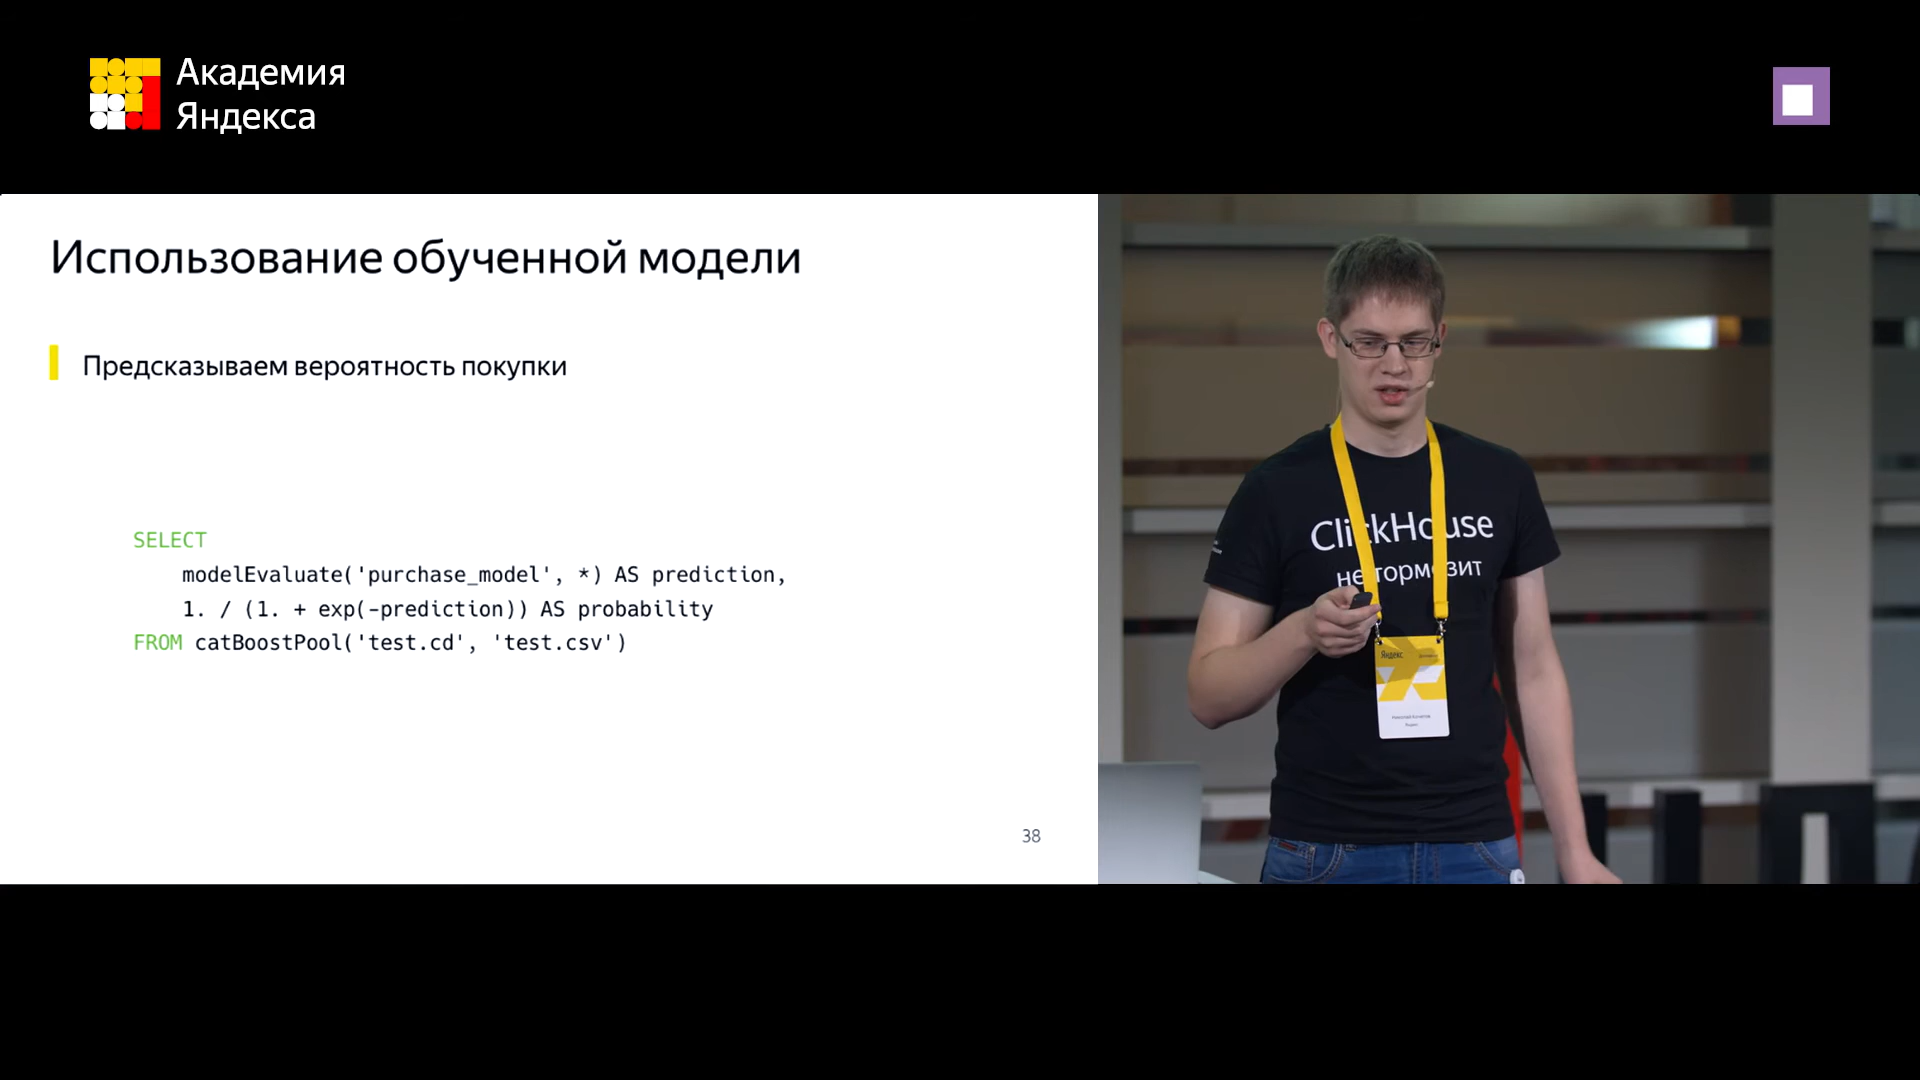 Академия
Яндекса
Использование обученной модели
Предсказываем вероятность покупки
SELECT
modelEvaluate('purchase_model', *) AS prediction,
1. / (1. + exp(-prediction)) AS probability
FROM catBoostPool('test.cd', 'test.csv')
38
ClickHouse
не тормозит
Яндекс